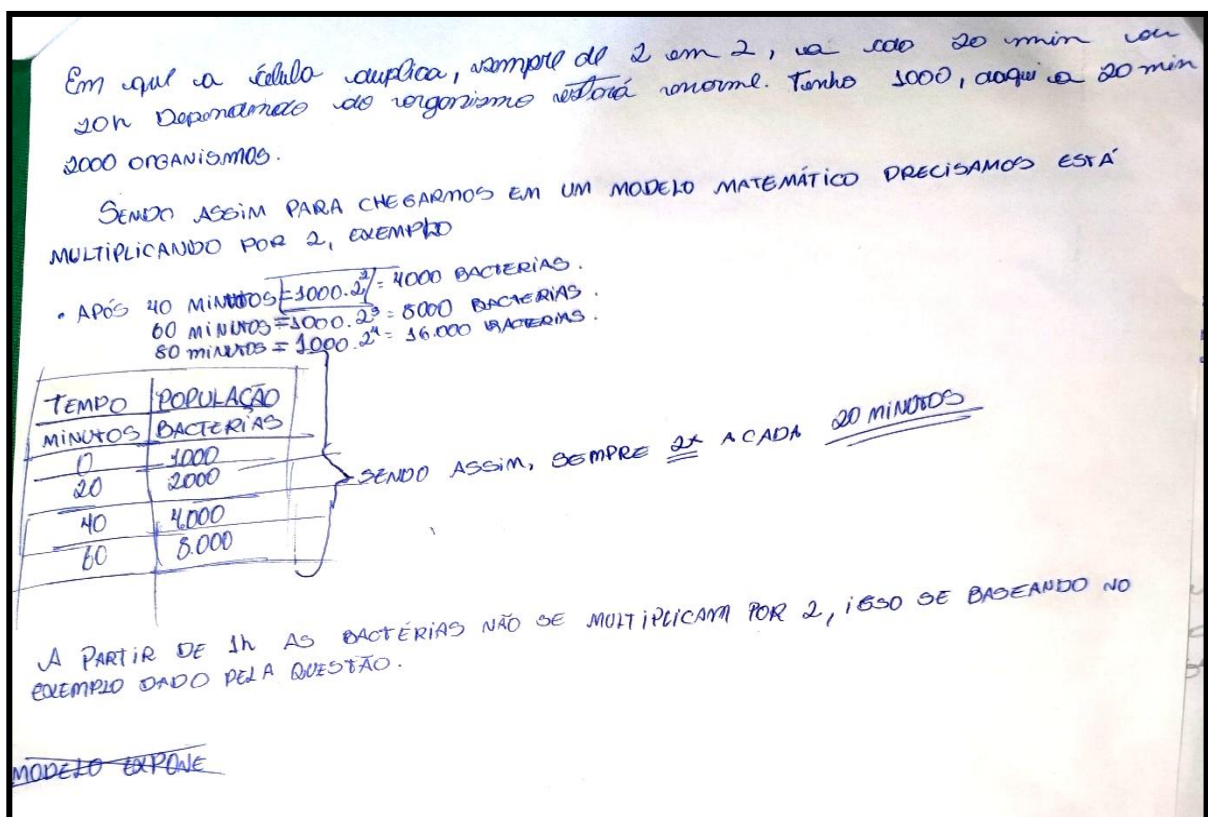 Em que a célula duplica, sempre de 2 em 2, a cada 20 min ou
20h Dependendo do organismo estará enorme. Tenho 1000, daqui a 20 min
2000 ORGANISMOS.
SENDO ASSIM PARA CHEGARMOS EM UM MODELO MATEMÁTICO PRECISAMOS ESTÁ
MULTIPLICANDO POR 2, EXEMPLO
• APÓS 40 MINUTOS = 1000.2² = 4000 BACTERIAS.
60 MINUTOS = 1000.2³ = 8000 BACTERIAS.
80 MINUTOS = 1000.2⁴ = 16.000 BACTERIAS.
TEMPO POPULAÇÃO
MINUTOS BACTERIAS
0 1000
20 2000
40 4.000
60 8.000
SENDO ASSIM, SEMPRE 2x A CADA 20 MINUTOS
A PARTIR DE 1h AS BACTÉRIAS NÃO SE MULTIPLICAM POR 2, ISSO SE BASEANDO NO
EXEMPLO DADO PELA QUESTÃO.
MODELO EXPONE